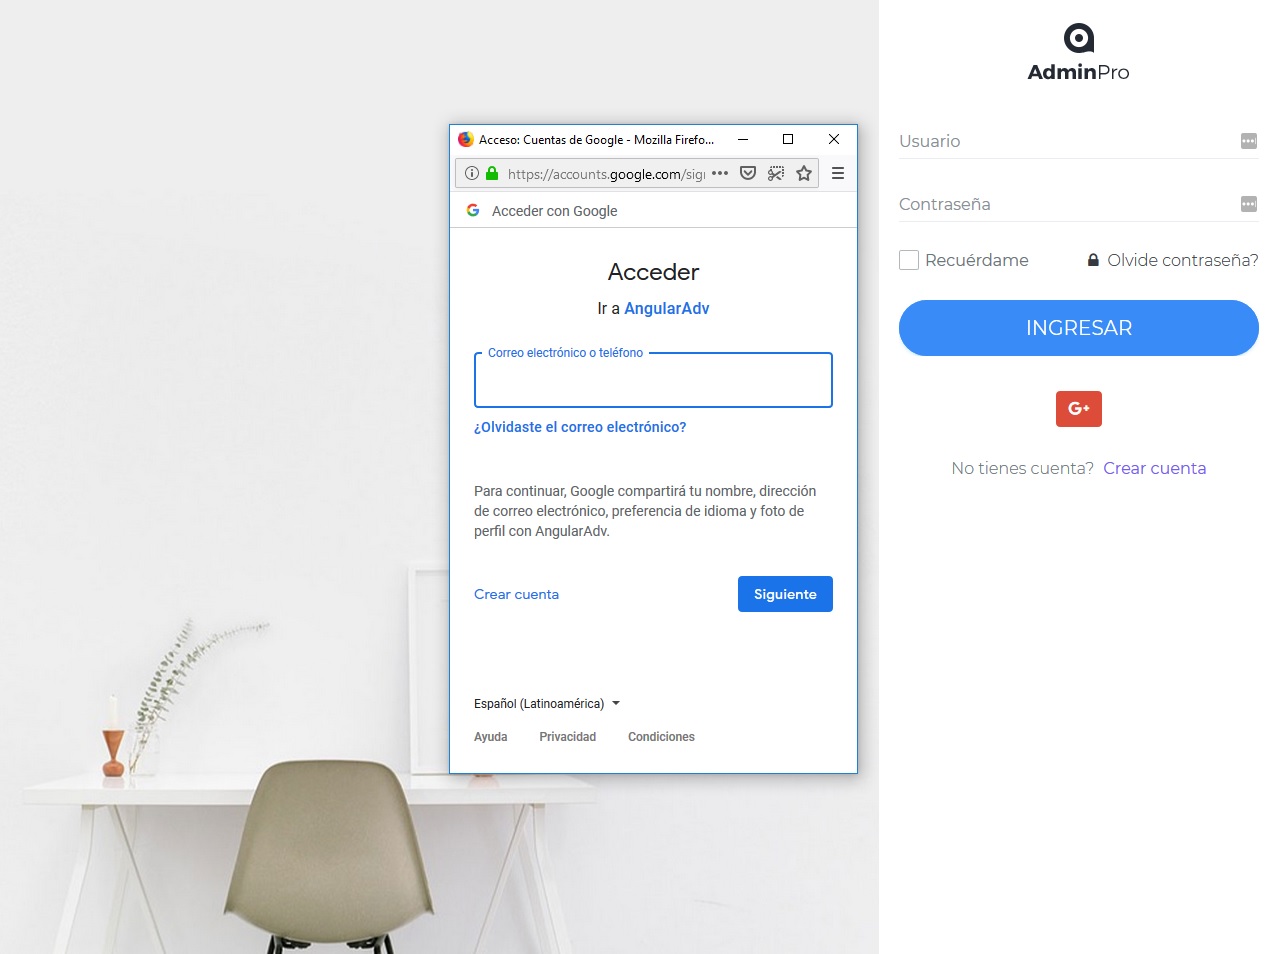 Acceso: Cuentas de Google - Mozilla Firefo...
https://accounts.google.com/sig
Acceder con Google
Acceder
Ir a AngularAdv
Correo electrónico o teléfono
¿Olvidaste el correo electrónico?
Para continuar, Google compartirá tu nombre, dirección
de correo electrónico, preferencia de idioma y foto de
perfil con AngularAdv.
Crear cuenta
Siguiente
Español (Latinoamérica)
Ayuda Privacidad Condiciones
AdminPro
Usuario
Contraseña
Recuérdame
Olvide contraseña?
INGRESAR
G+
No tienes cuenta? Crear cuenta